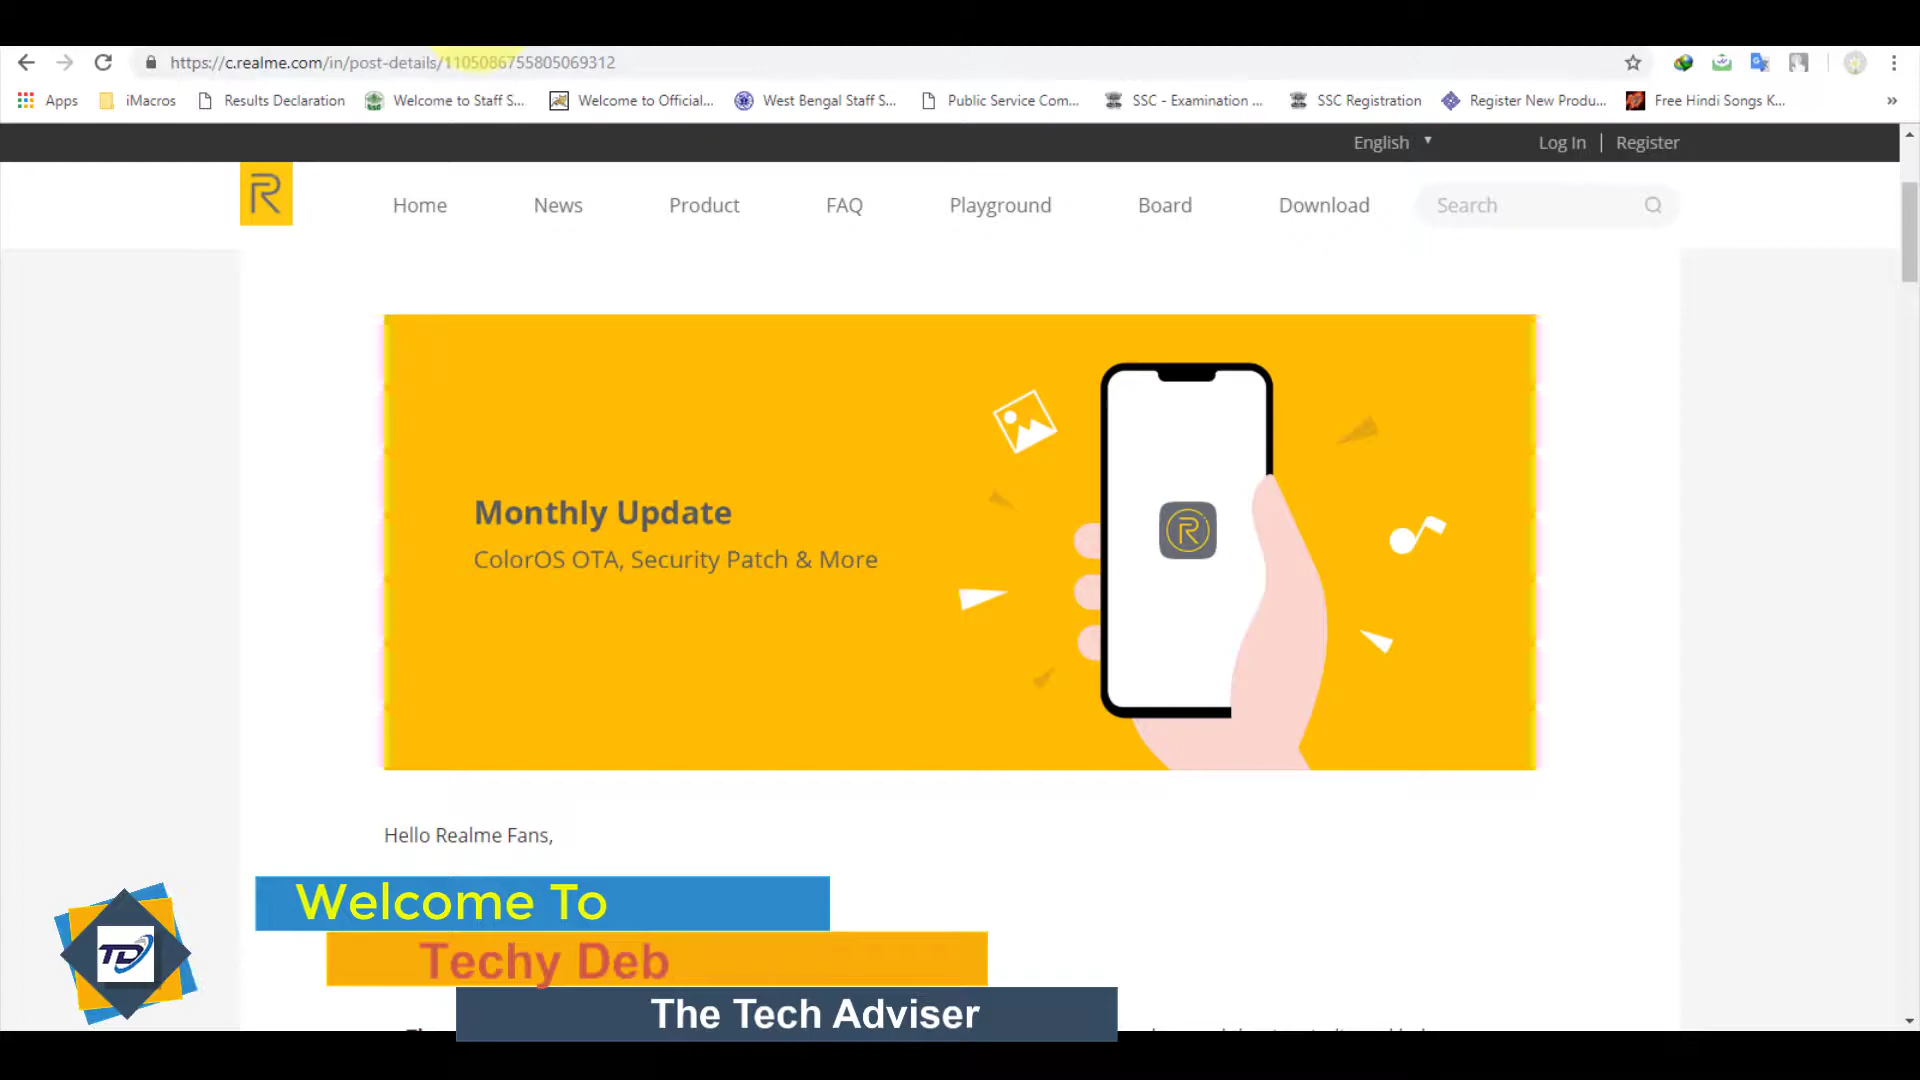 https://c.realme.com/in/post-details/1105086755805069312
Apps iMacros Results Declaration Welcome to Staff S... Welcome to Official... West Bengal Staff S... Public Service Com... SSC - Examination ... SSC Registration Register New Produ... Free Hindi Songs K... »
English Log In | Register
R Home News Product FAQ Playground Board Download Search
Monthly Update
ColorOS OTA, Security Patch & More
R
Hello Realme Fans,
Welcome To
Techy Deb
TD
The Tech Adviser